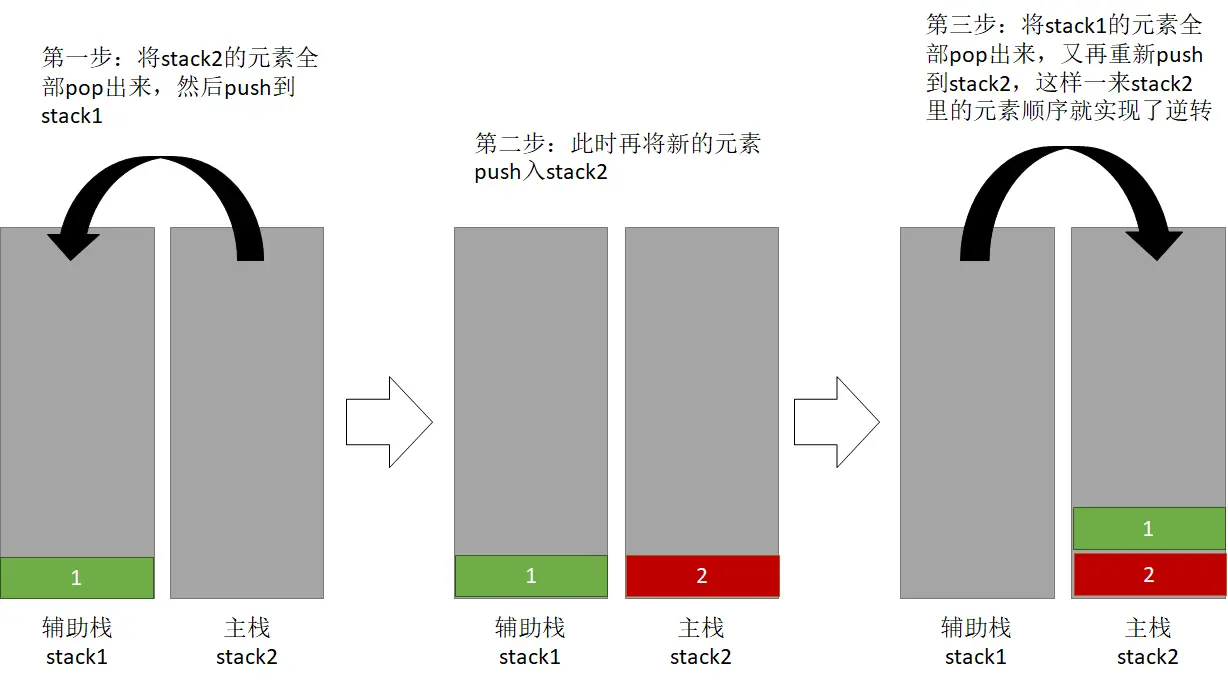 第一步：将stack2的元素全
部pop出来，然后push到
stack1
第二步：此时再将新的元素
push入stack2
第三步：将stack1的元素全
部pop出来，又再重新push
到stack2，这样一来stack2
里的元素顺序就实现了逆转
1
辅助栈
stack1
主栈
stack2
1
2
辅助栈
stack1
主栈
stack2
1
2
辅助栈
stack1
主栈
stack2